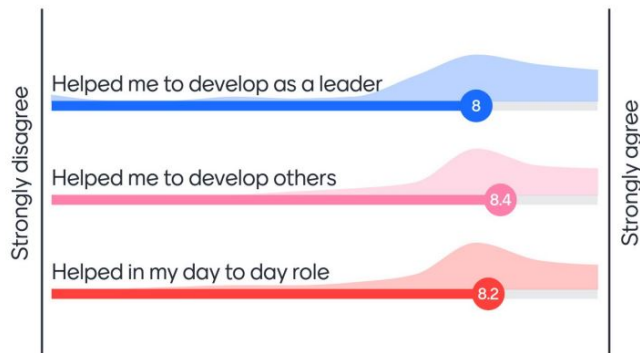 Strongly disagree
Helped me to develop as a leader
8
Helped me to develop others
8.4
Helped in my day to day role
8.2
Strongly agree